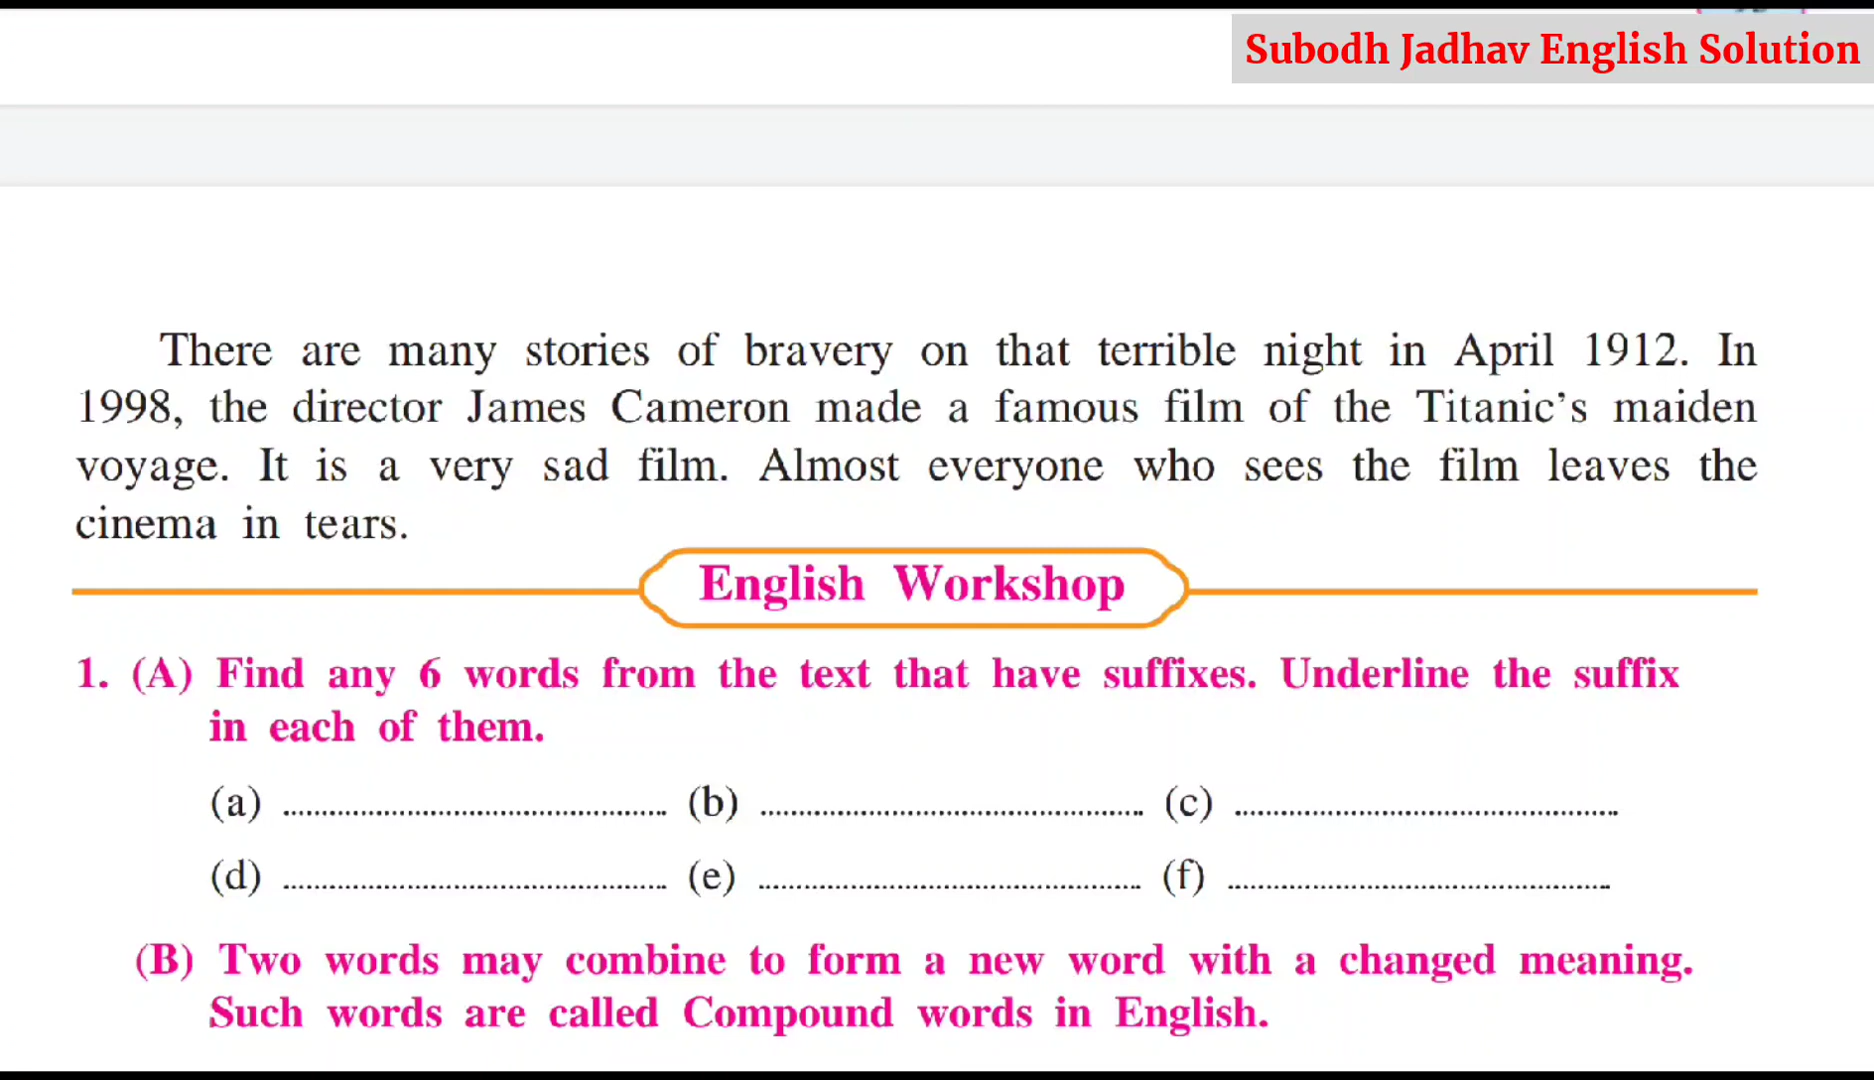 Subodh Jadhav English Solution
There are many stories of bravery on that terrible night in April 1912. In
1998, the director James Cameron made a famous film of the Titanic’s maiden
voyage. It is a very sad film. Almost everyone who sees the film leaves the
cinema in tears.
English Workshop
1. (A) Find any 6 words from the text that have suffixes. Underline the suffix
in each of them.
(a) ................................................ (b) ................................................ (c) ................................................
(d) ................................................ (e) ................................................ (f) ................................................
(B) Two words may combine to form a new word with a changed meaning.
Such words are called Compound words in English.